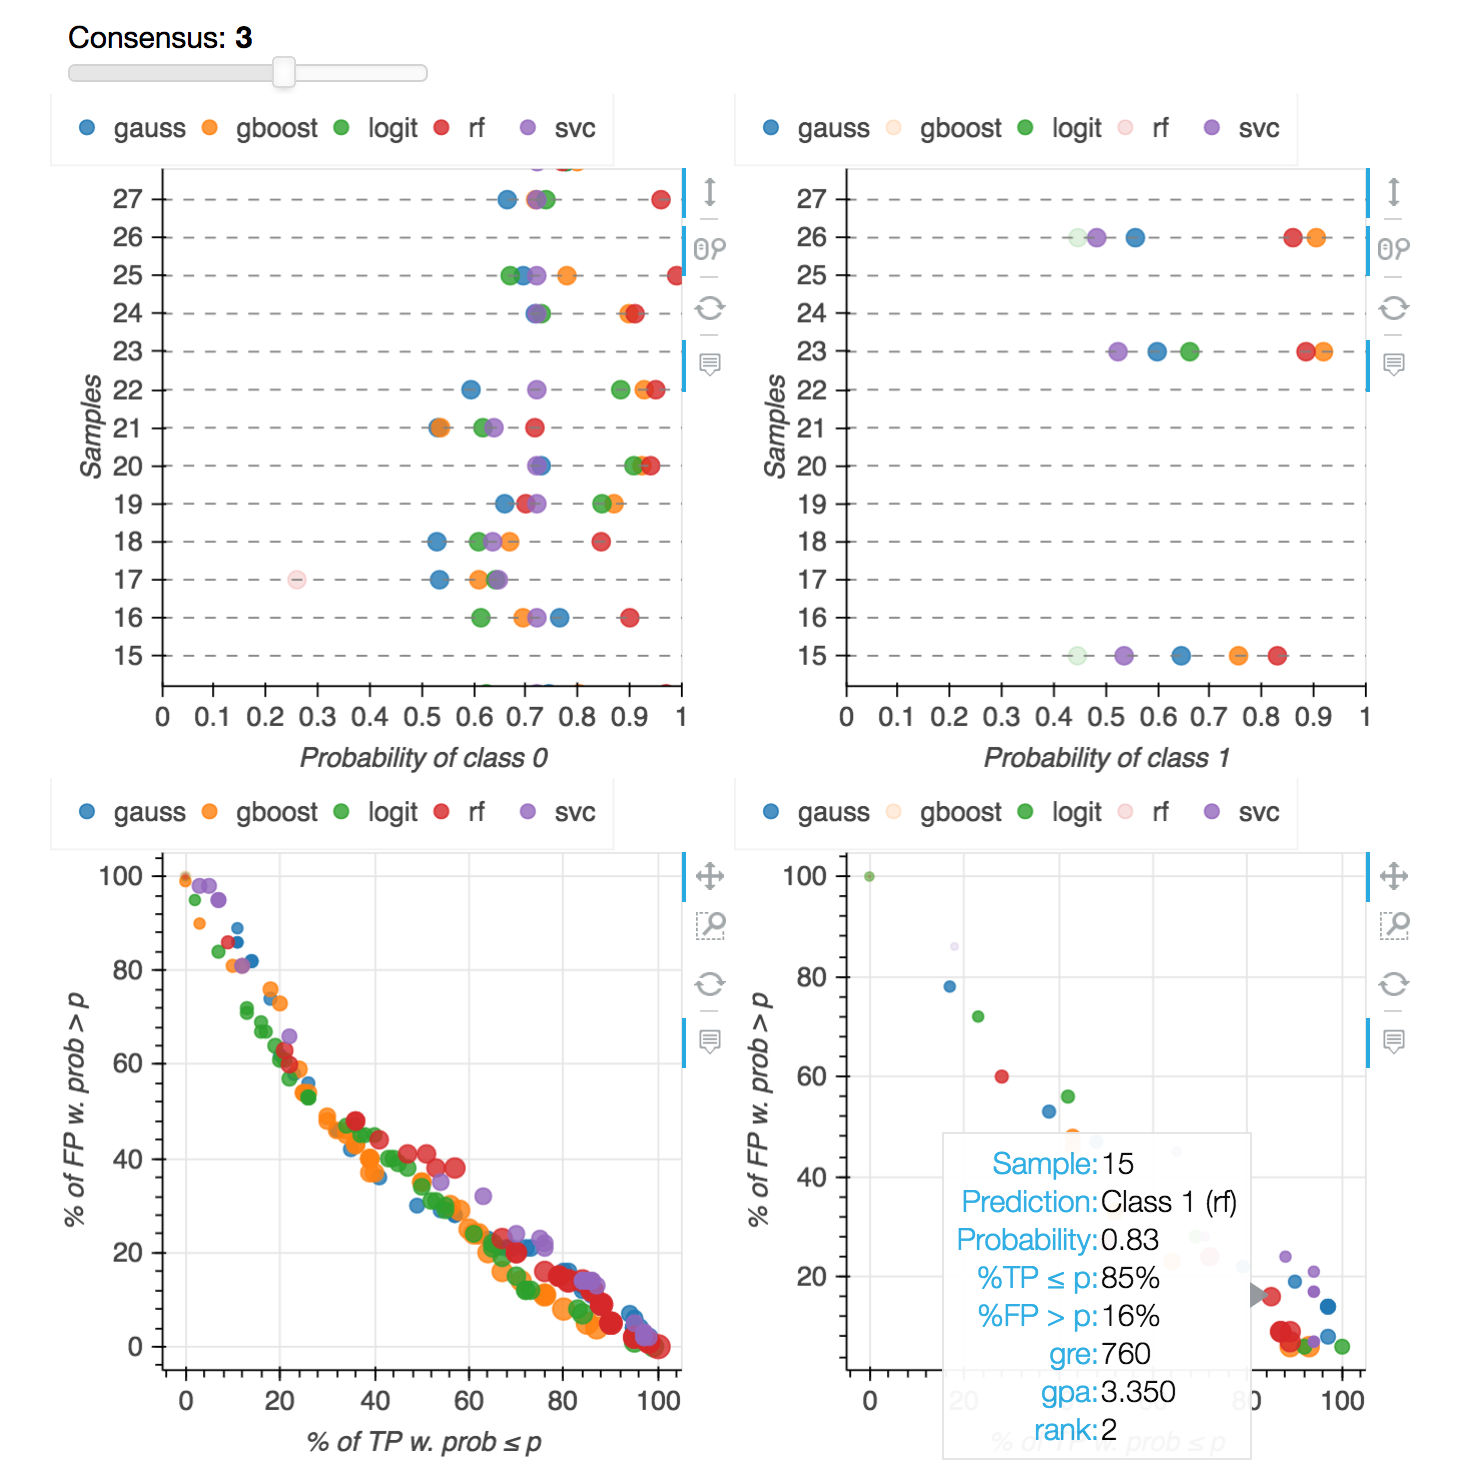 Consensus: 3
gauss gboost logit rf svc
gauss gboost logit rf svc
27
26
25
24
23
22
21
20
19
18
17
16
15
Samples
0 0.1 0.2 0.3 0.4 0.5 0.6 0.7 0.8 0.9 1
Probability of class 0
27
26
25
24
23
22
21
20
19
18
17
16
15
Samples
0 0.1 0.2 0.3 0.4 0.5 0.6 0.7 0.8 0.9 1
Probability of class 1
gauss gboost logit rf svc
gauss gboost logit rf svc
100
80
60
40
20
0
% of FP w. prob > p
0 20 40 60 80 100
% of TP w. prob ≤ p
100
80
60
40
20
% of FP w. prob > p
Sample: 15
Prediction: Class 1 (rf)
Probability: 0.83
%TP ≤ p: 85%
%FP > p: 16%
gre: 760
gpa: 3.350
rank: 2
0 20 40 60 80 100
% of TP w. prob ≤ p